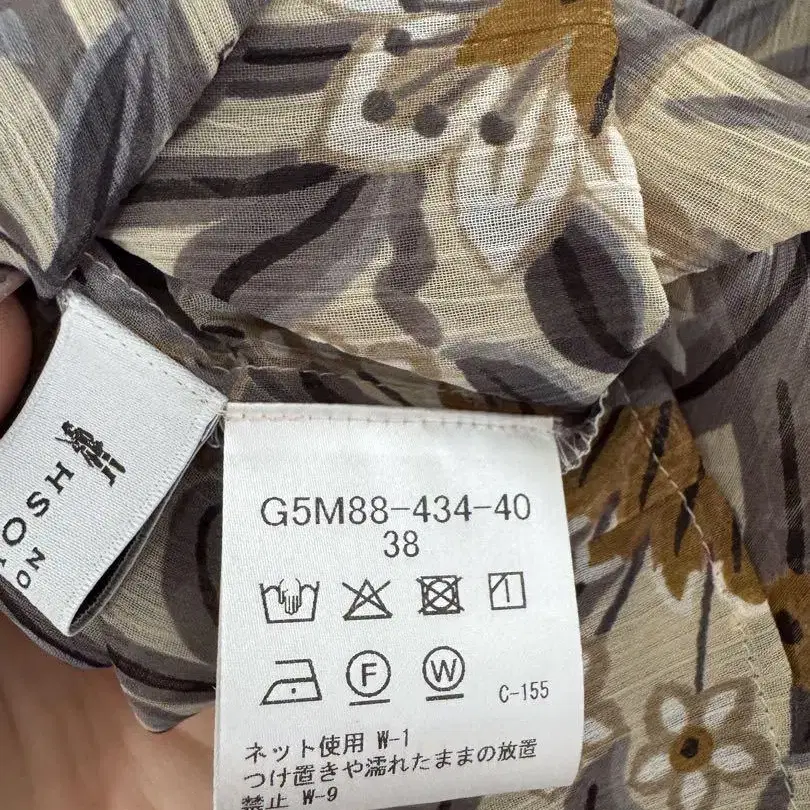 G5M88-434-40
38
F
W
C-155
ネット使用 W-1
つけ置きや濡れたままの放置
禁止 W-9
OSH
ON